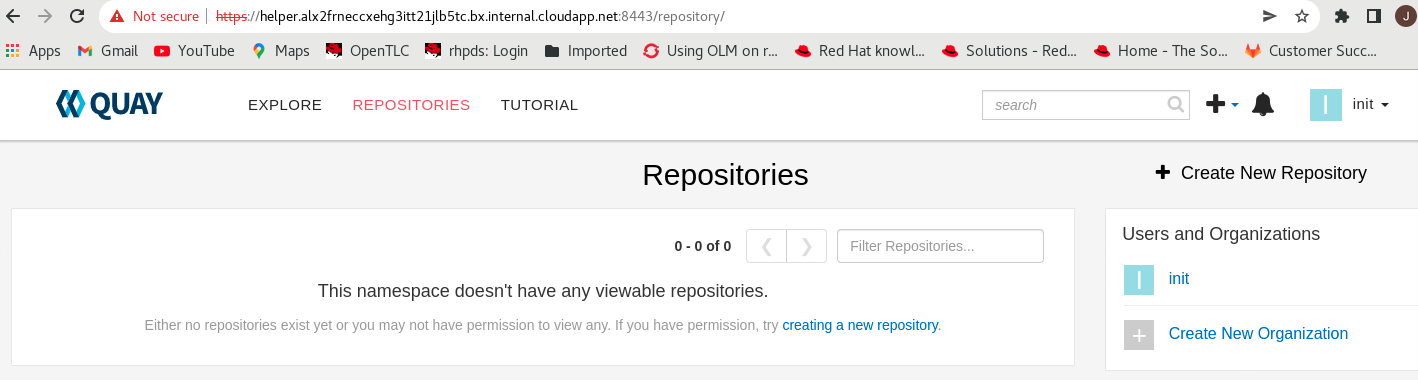 Not secure https://helper.alx2frneccxehg3itt21jlb5tc.bx.internal.cloudapp.net:8443/repository/ J
Apps Gmail YouTube Maps OpenTLC rhpds: Login Imported Using OLM on r... Red Hat knowl... Solutions - Red... Home - The So... Customer Succ...
QUAY EXPLORE REPOSITORIES TUTORIAL search I init
Repositories Create New Repository
Users and Organizations
0 - 0 of 0 Filter Repositories...
I init
This namespace doesn't have any viewable repositories.
Either no repositories exist yet or you may not have permission to view any. If you have permission, try creating a new repository.
Create New Organization